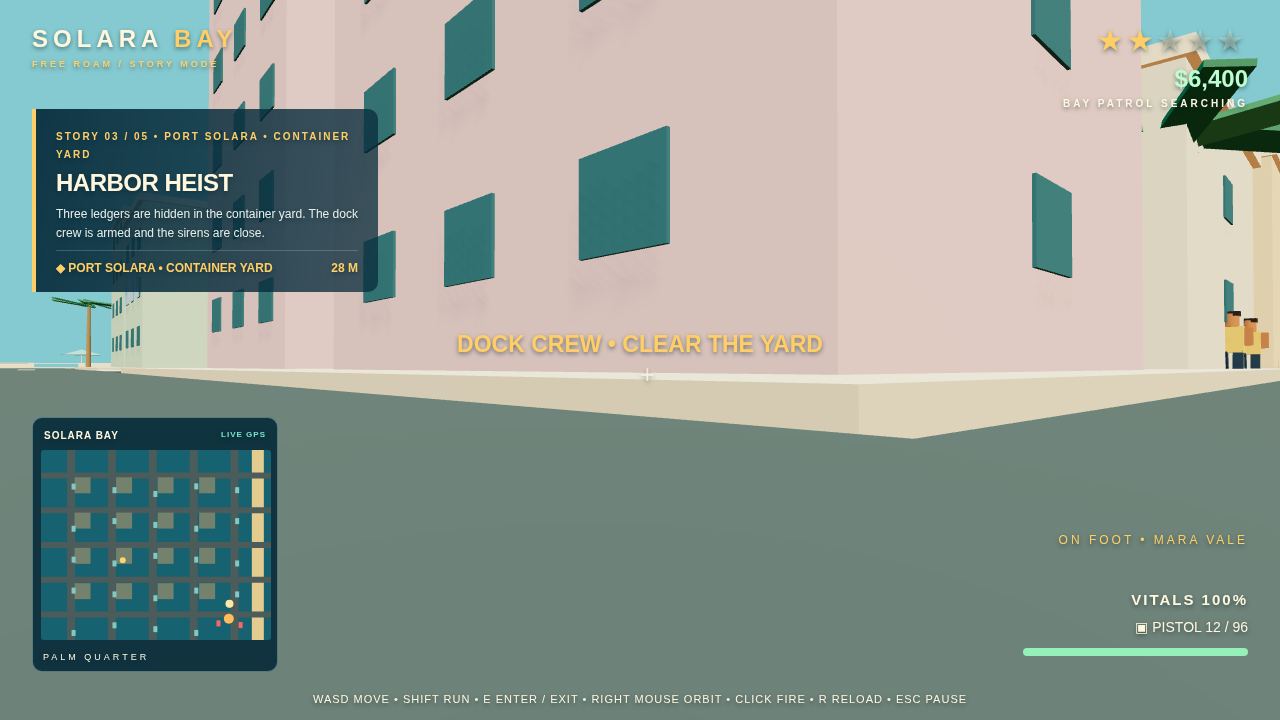 SOLARA BAY
FREE ROAM / STORY MODE
$6,400
BAY PATROL SEARCHING
STORY 03 / 05 • PORT SOLARA • CONTAINER
YARD
HARBOR HEIST
Three ledgers are hidden in the container yard. The dock
crew is armed and the sirens are close.
◆ PORT SOLARA • CONTAINER YARD 28 M
DOCK CREW • CLEAR THE YARD
SOLARA BAY LIVE GPS
PALM QUARTER
ON FOOT • MARA VALE
VITALS 100%
▣ PISTOL 12 / 96
WASD MOVE • SHIFT RUN • E ENTER / EXIT • RIGHT MOUSE ORBIT • CLICK FIRE • R RELOAD • ESC PAUSE